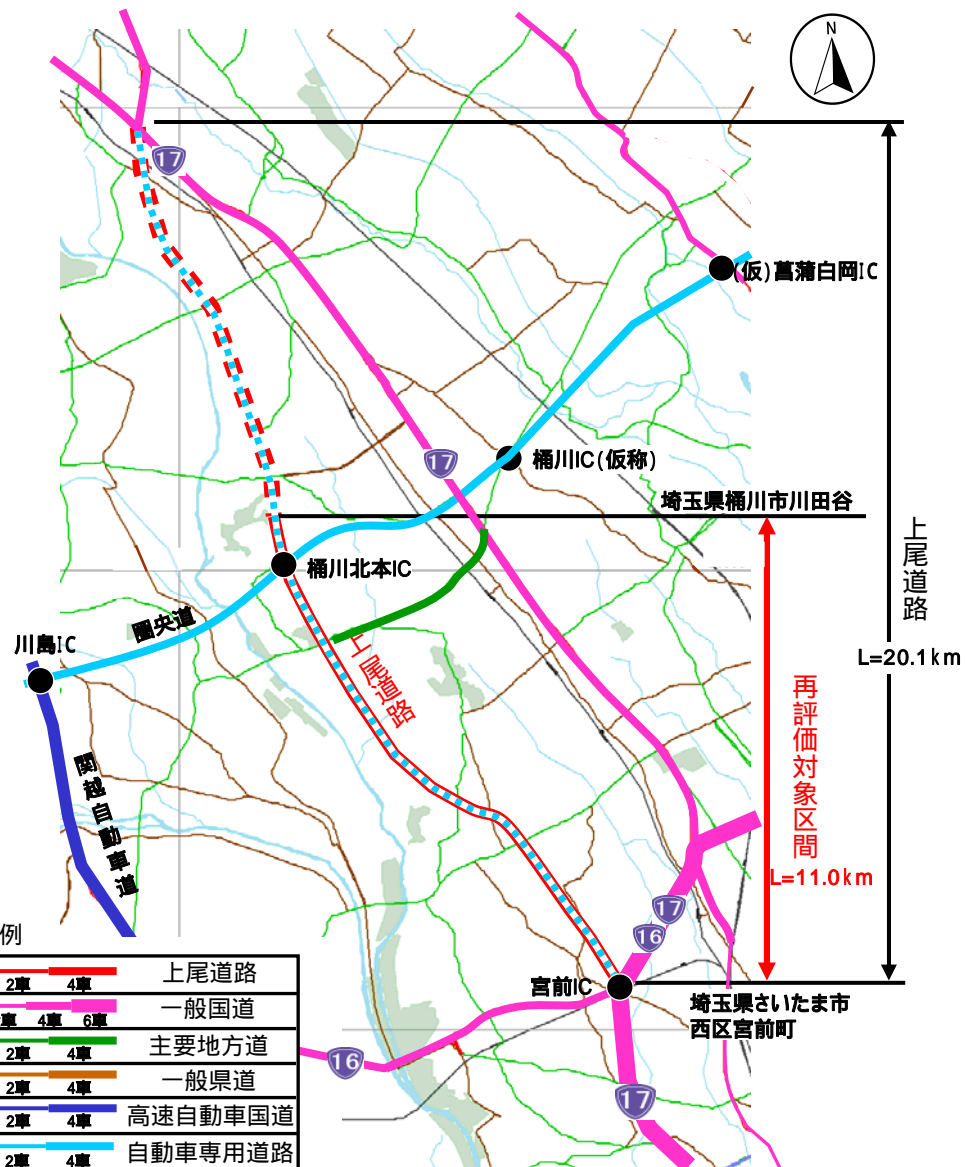 N
17
(仮)菖蒲白岡IC
17
桶川IC(仮称)
埼玉県桶川市川田谷
上尾道路
L=20.1km
桶川北本IC
圏央道
川島IC
上尾道路
再評価対象区間
L=11.0km
関越自動車道
17
16
宮前IC
埼玉県さいたま市
西区宮前町
16
17
例
2車 4車 上尾道路
車 4車 6車 一般国道
2車 4車 主要地方道
2車 4車 一般県道
2車 4車 高速自動車国道
2車 4車 自動車専用道路